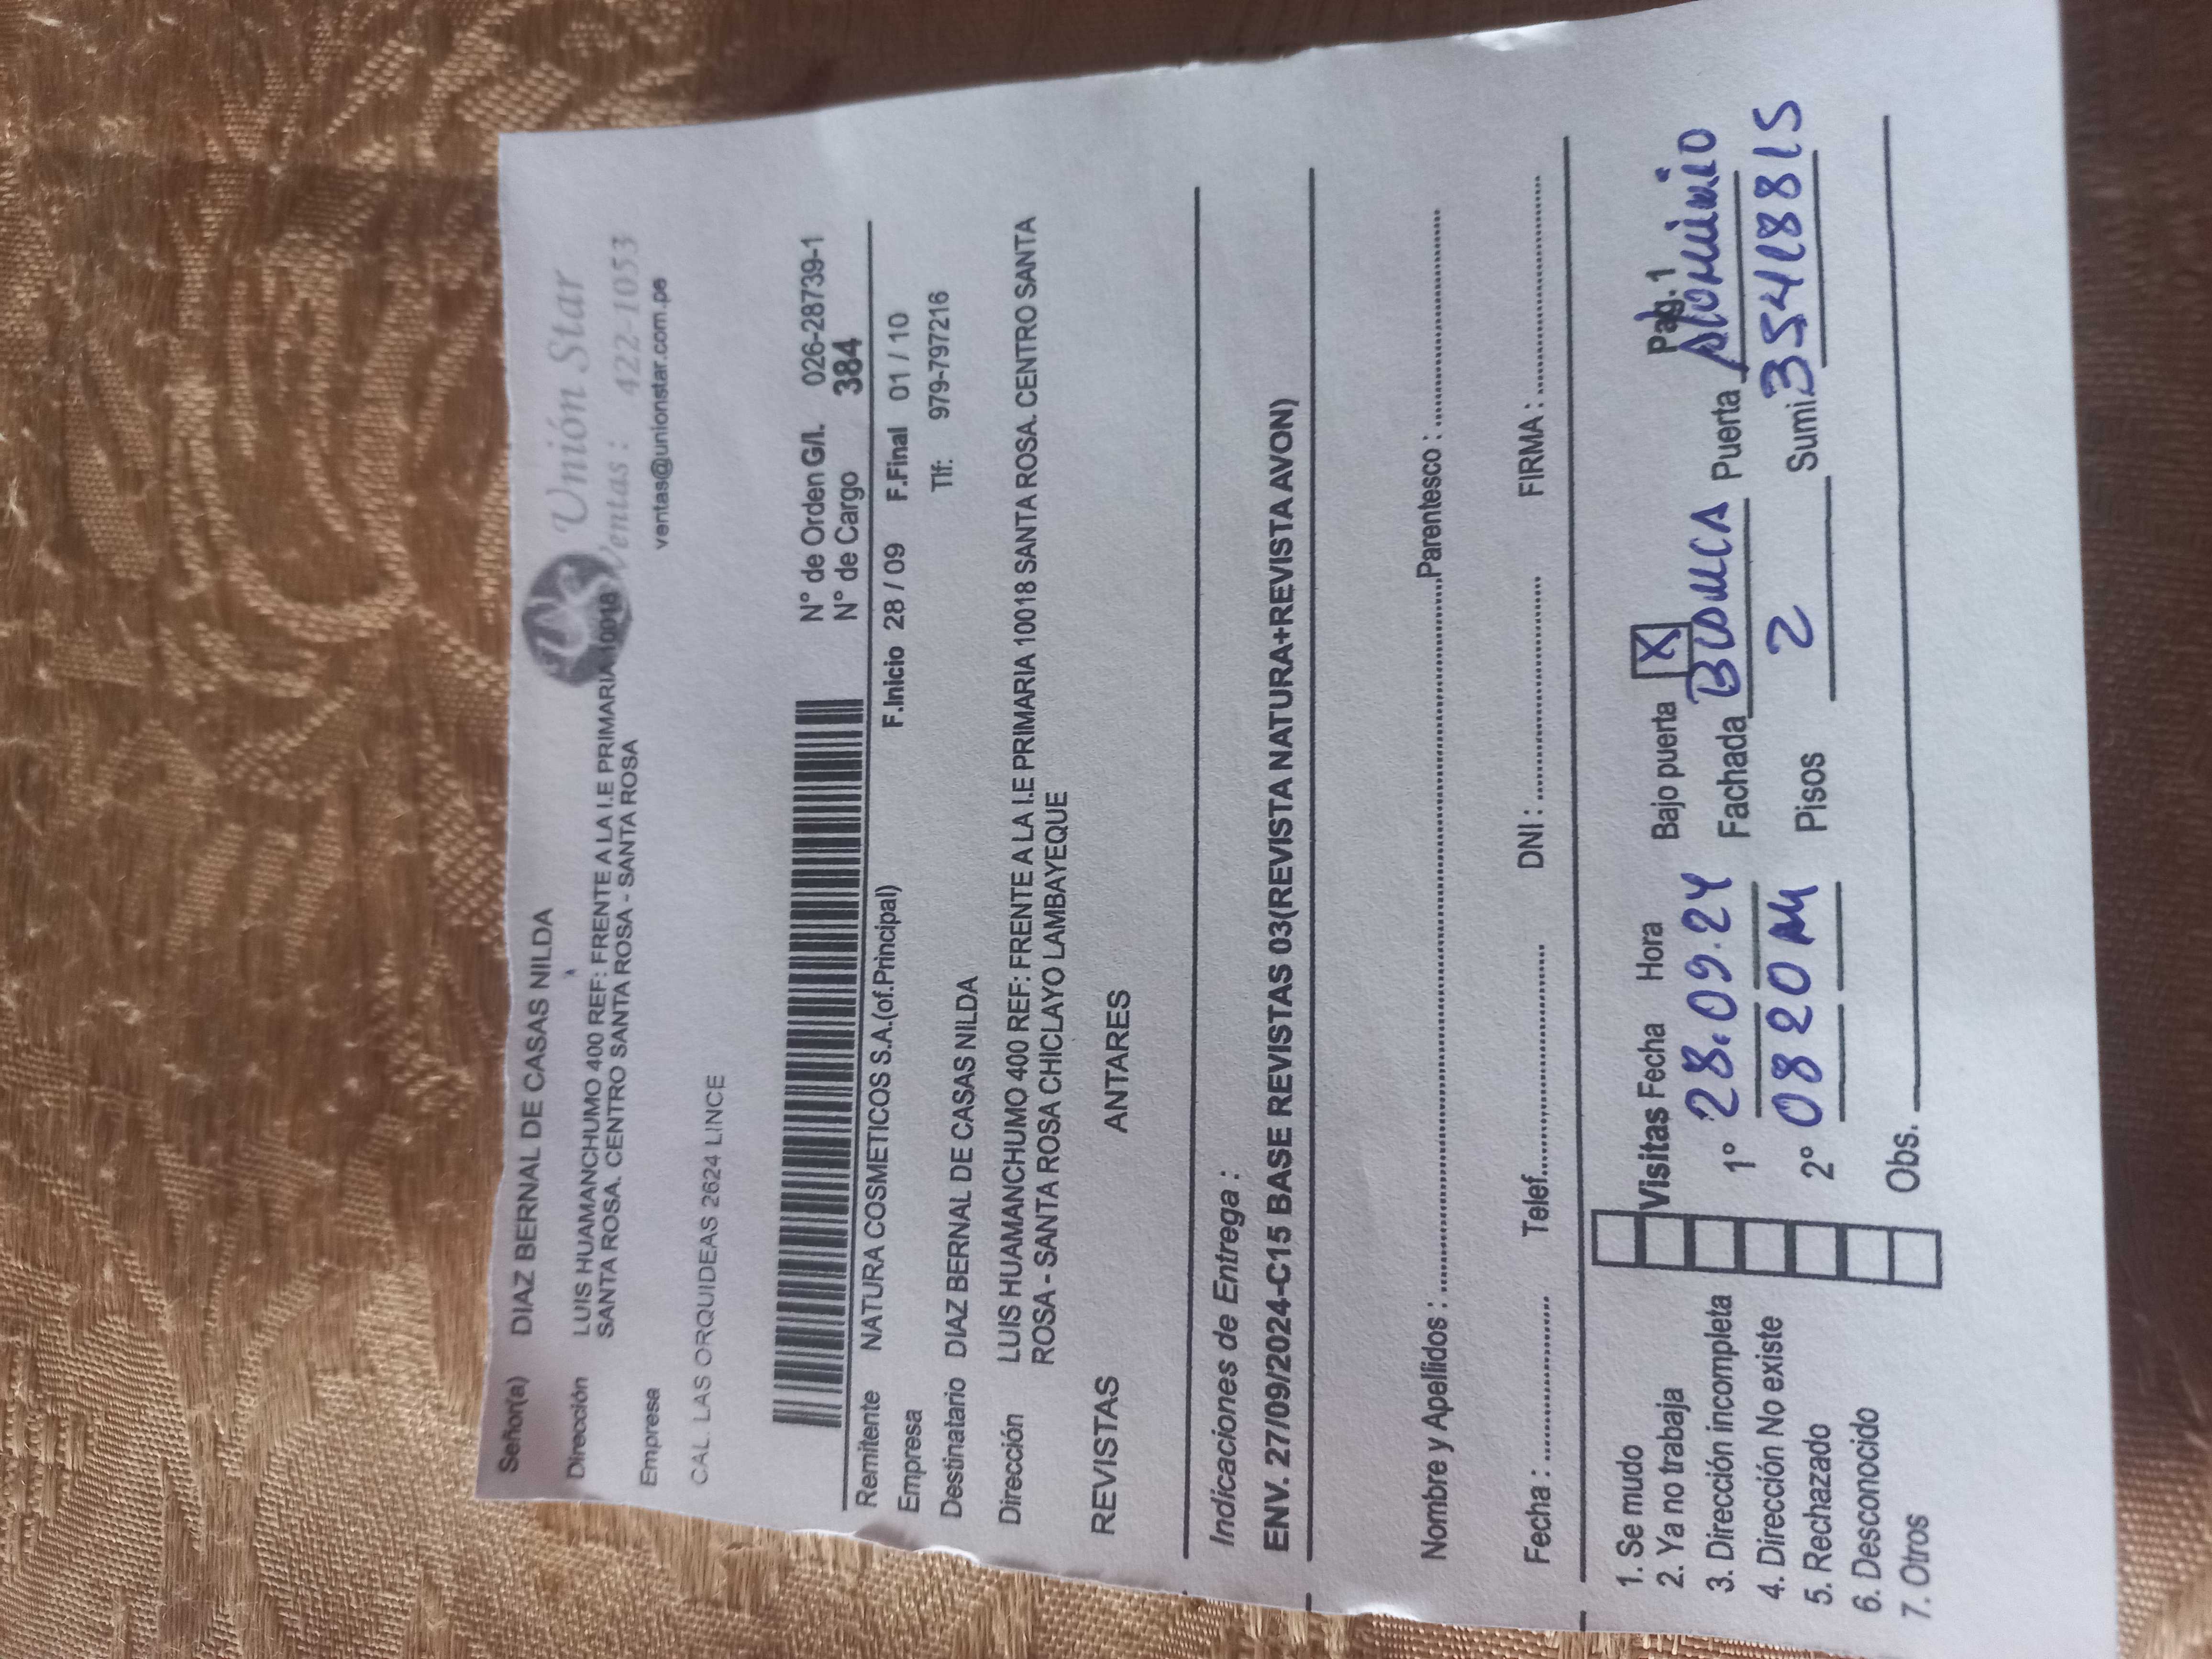 Señor(a) DIAZ BERNAL DE CASAS NILDA
Unión Star
Dirección LUIS HUAMANCHUMO 400 REF: FRENTE A LA I.E PRIMARIA 10018
SANTA ROSA. CENTRO SANTA ROSA - SANTA ROSA
Ventas : 422-1053
Empresa
ventas@unionstar.com.pe
CAL. LAS ORQUIDEAS 2624 LINCE
N° de Orden G/I. 026-28739-1
N° de Cargo 384
Remitente NATURA COSMETICOS S.A.(of.Principal)
F.Inicio 28 / 09 F.Final 01 / 10
Empresa
Tlf: 979-797216
Destinatario DIAZ BERNAL DE CASAS NILDA
Dirección LUIS HUAMANCHUMO 400 REF: FRENTE A LA I.E PRIMARIA 10018 SANTA ROSA. CENTRO SANTA
ROSA - SANTA ROSA CHICLAYO LAMBAYEQUE
REVISTAS ANTARES
Indicaciones de Entrega :
ENV. 27/09/2024-C15 BASE REVISTAS 03(REVISTA NATURA+REVISTA AVON)
Nombre y Apellidos : Parentesco :
Fecha : Telef. DNI : FIRMA :
1. Se mudo
2. Ya no trabaja
3. Dirección incompleta
4. Dirección No existe
5. Rechazado
6. Desconocido
7. Otros
Visitas Fecha Hora Bajo puerta X Pag. 1
1° 28.09.24 Fachada BLANCA Puerta Aluminio
2° 08 20 M Pisos 2 Sumi 35418815
Obs.